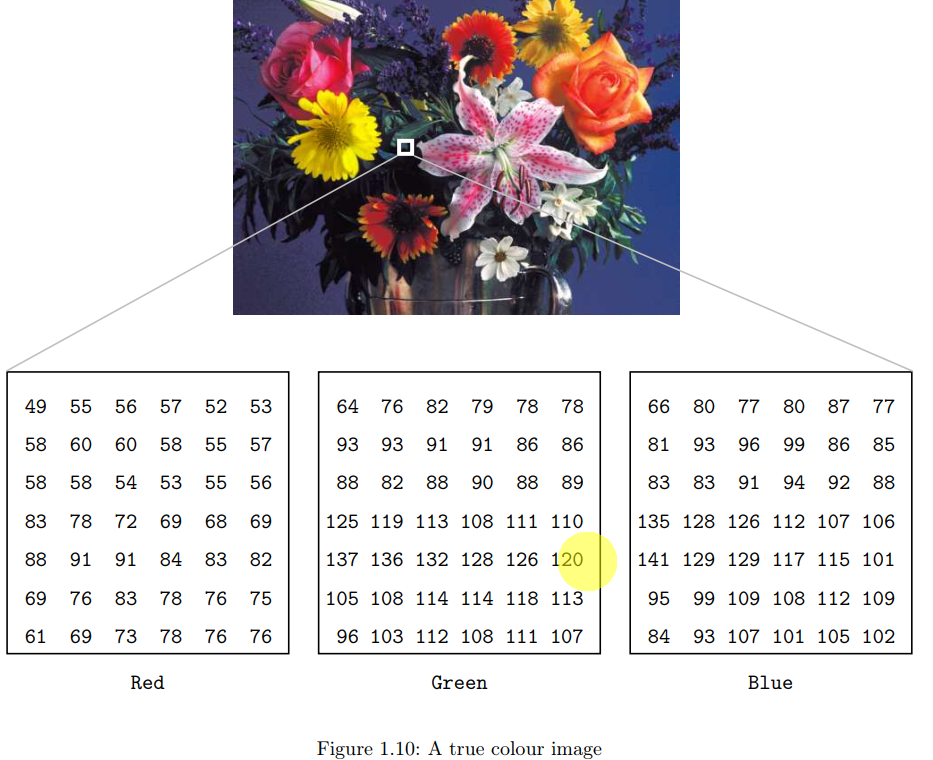 49 55 56 57 52 53 64 76 82 79 78 78 66 80 77 80 87 77
58 60 60 58 55 57 93 93 91 91 86 86 81 93 96 99 86 85
58 58 54 53 55 56 88 82 88 90 88 89 83 83 91 94 92 88
83 78 72 69 68 69 125 119 113 108 111 110 135 128 126 112 107 106
88 91 91 84 83 82 137 136 132 128 126 120 141 129 129 117 115 101
69 76 83 78 76 75 105 108 114 114 118 113 95 99 109 108 112 109
61 69 73 78 76 76 96 103 112 108 111 107 84 93 107 101 105 102
Red Green Blue
Figure 1.10: A true colour image